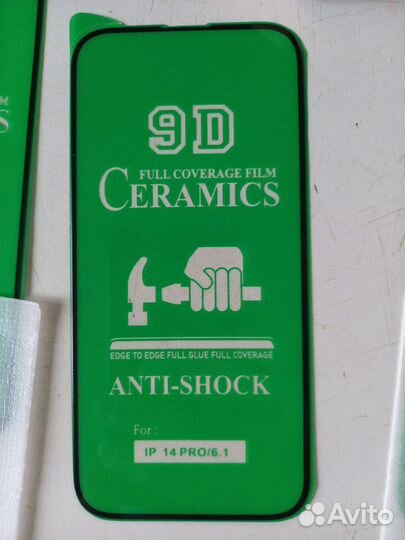 9D
FULL COVERAGE FILM
CERAMICS
EDGE TO EDGE FULL GLUE FULL COVERAGE
ANTI-SHOCK
For :
IP 14 PRO/6.1
S
Avito